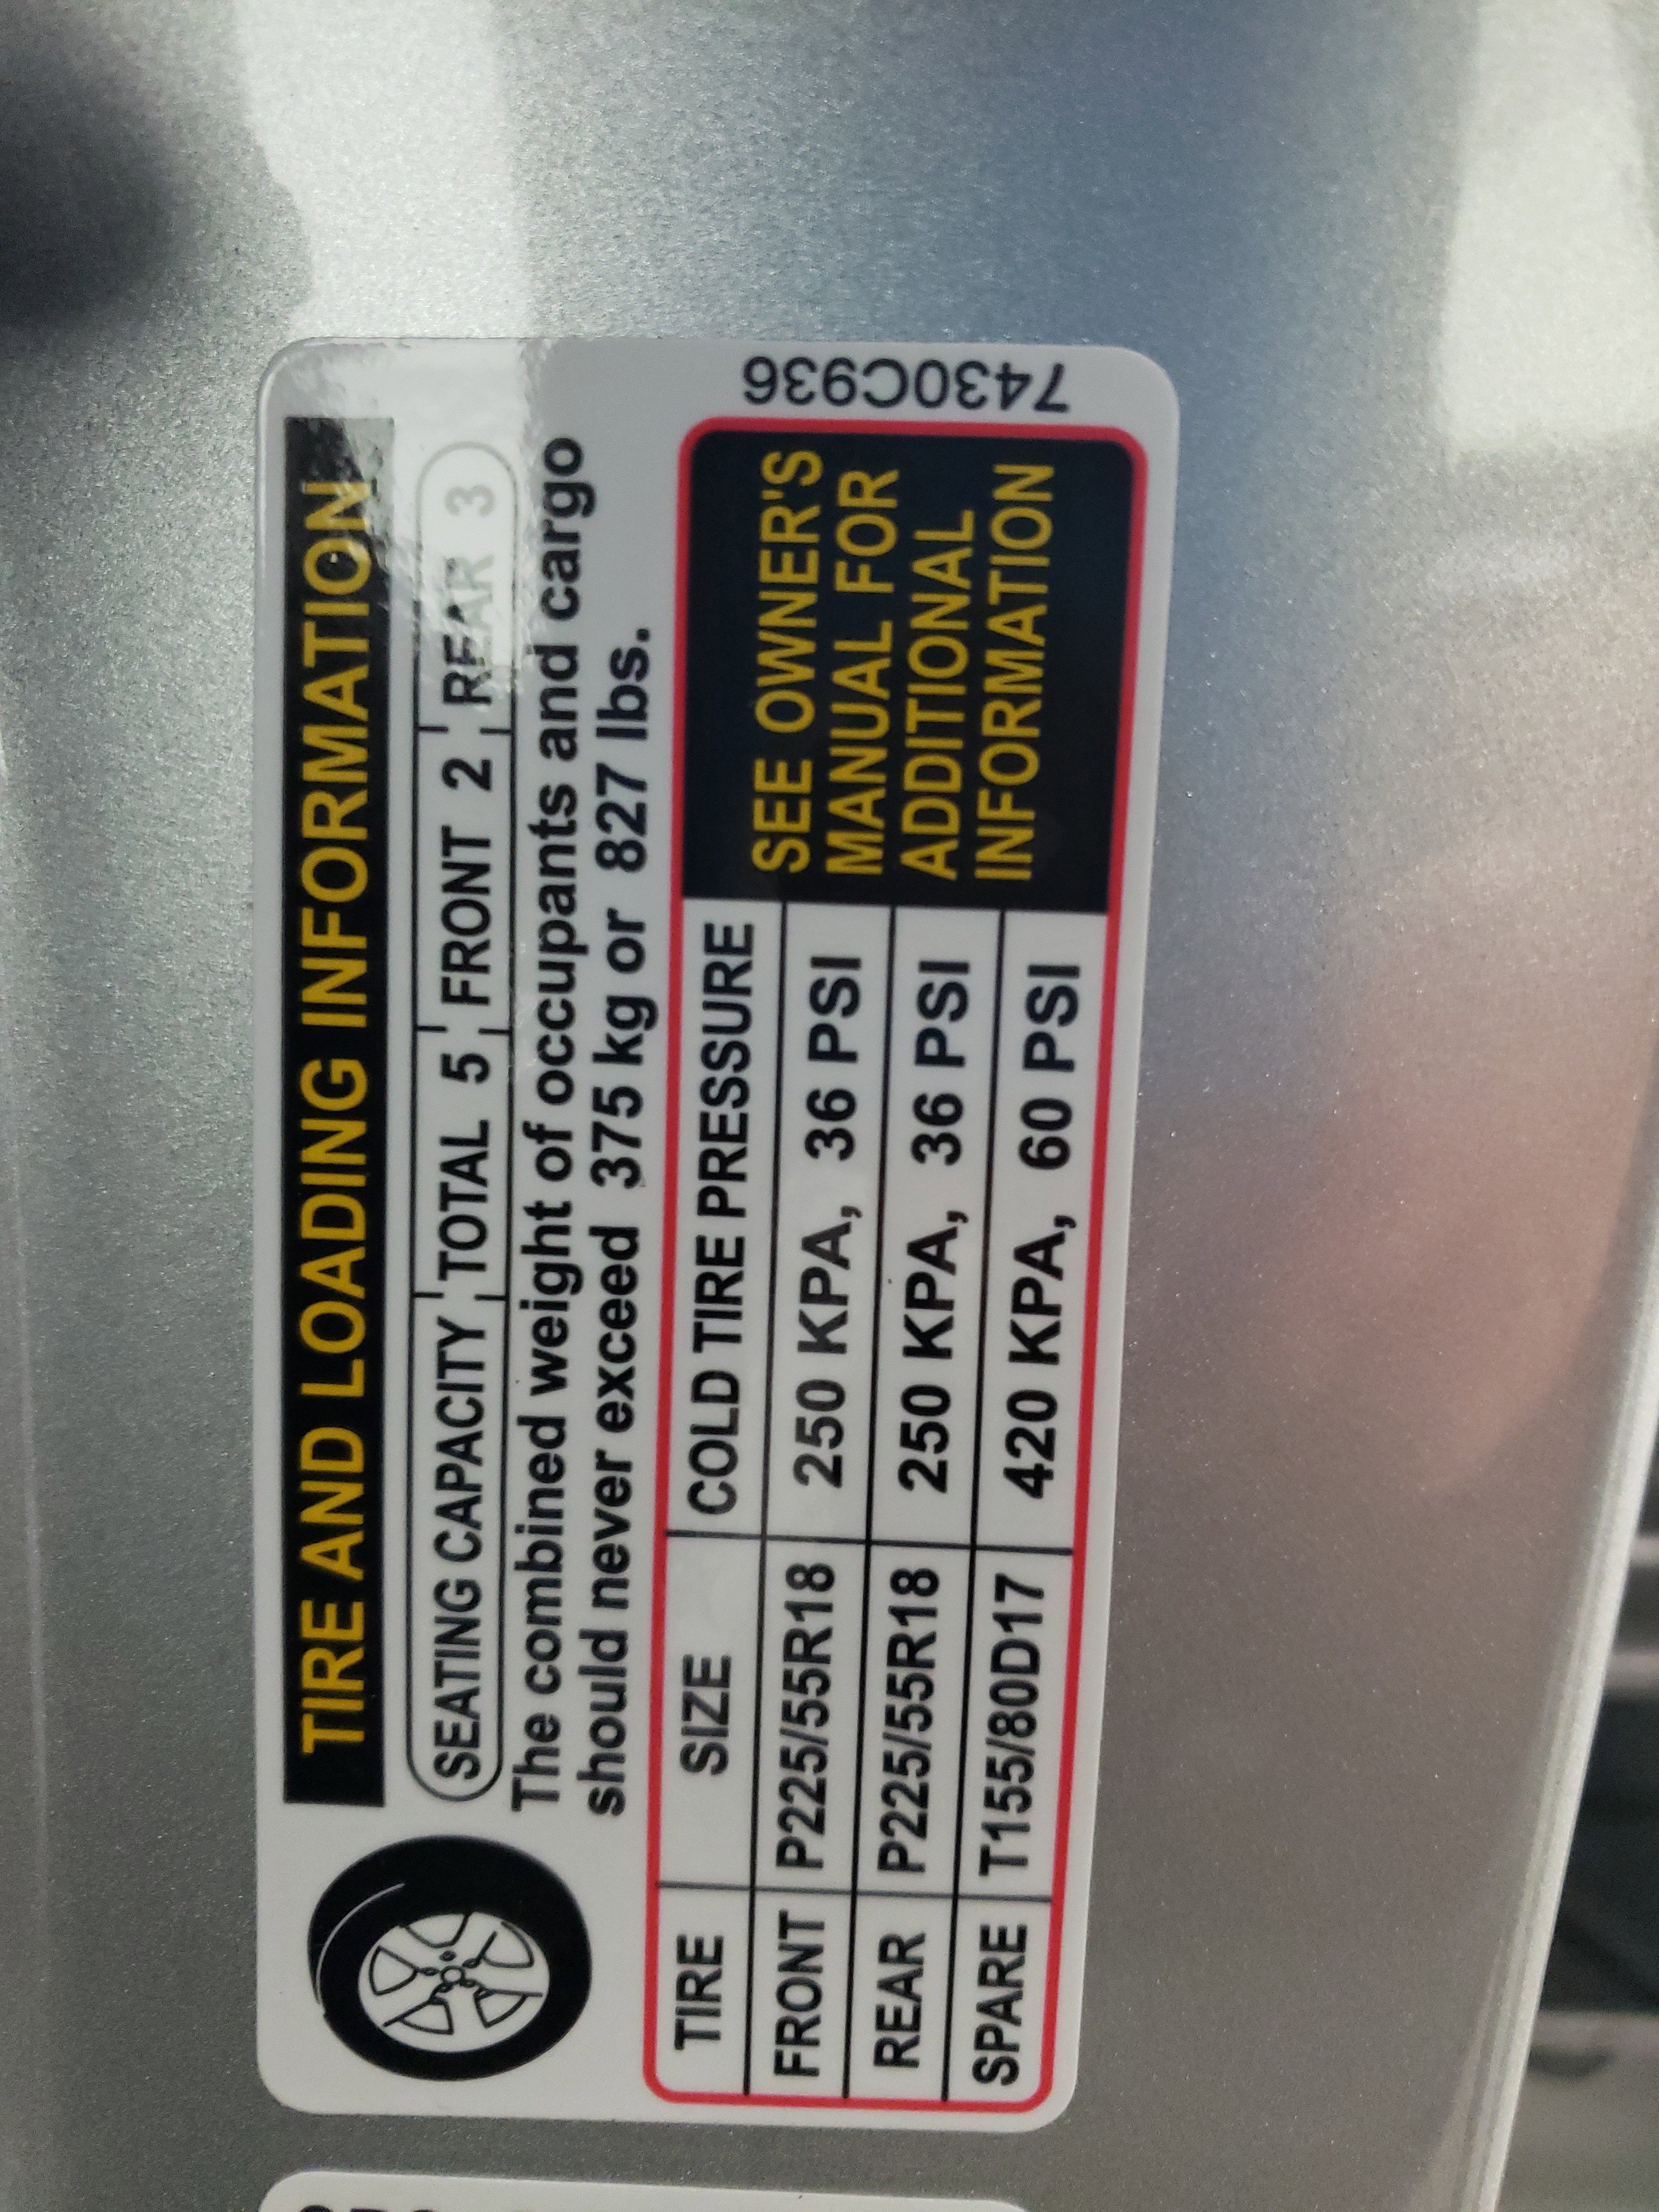 TIRE AND LOADING INFORMATION
SEATING CAPACITY TOTAL 5 FRONT 2 REAR 3
The combined weight of occupants and cargo
should never exceed 375 kg or 827 lbs.
TIRE SIZE COLD TIRE PRESSURE
FRONT P225/55R18 250 KPA, 36 PSI
REAR P225/55R18 250 KPA, 36 PSI
SPARE T155/80D17 420 KPA, 60 PSI
SEE OWNER'S
MANUAL FOR
ADDITIONAL
INFORMATION
7430C936